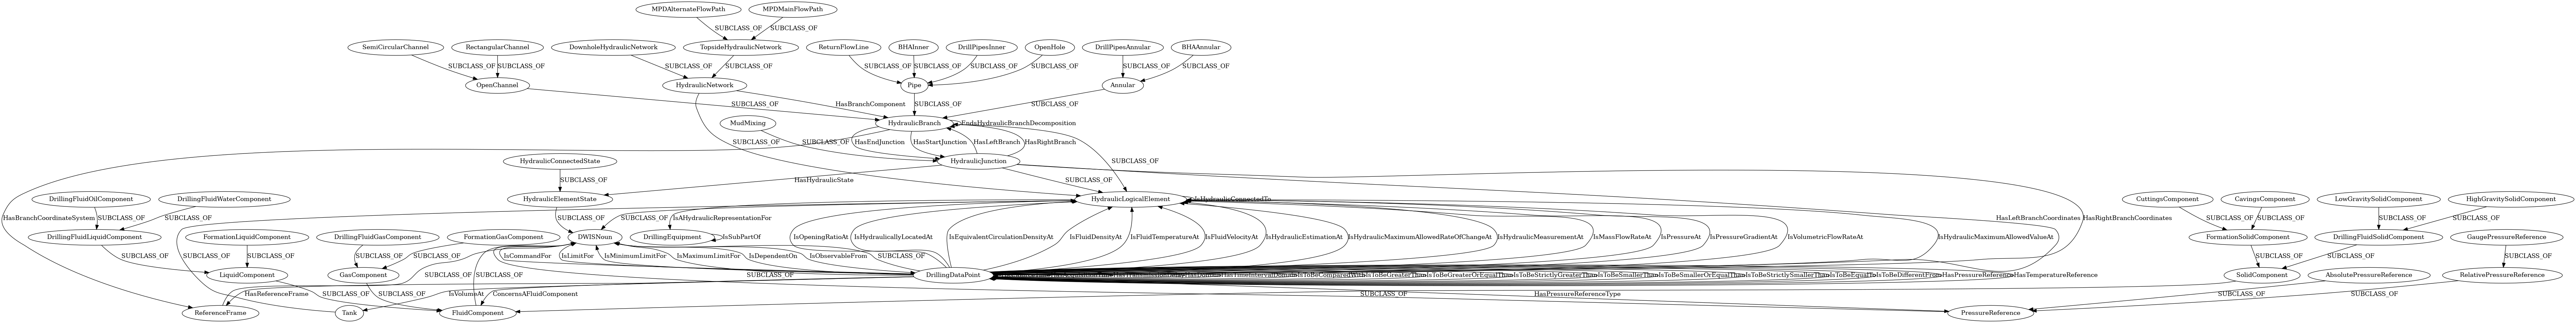 MPDAlternateFlowPath
MPDMainFlowPath
SUBCLASS_OF
SUBCLASS_OF
SemiCircularChannel
RectangularChannel
DownholeHydraulicNetwork
TopsideHydraulicNetwork
ReturnFlowLine
BHAInner
DrillPipesInner
OpenHole
DrillPipesAnnular
BHAAnnular
SUBCLASS_OF
SUBCLASS_OF
SUBCLASS_OF
SUBCLASS_OF
SUBCLASS_OF
SUBCLASS_OF
SUBCLASS_OF
SUBCLASS_OF
SUBCLASS_OF
SUBCLASS_OF
OpenChannel
HydraulicNetwork
Pipe
Annular
SUBCLASS_OF
HasBranchComponent
SUBCLASS_OF
SUBCLASS_OF
MudMixing
HydraulicBranch
EndsHydraulicBranchDecomposition
SUBCLASS_OF
SUBCLASS_OF
HasEndJunction
HasStartJunction
HasLeftBranch
HasRightBranch
HydraulicConnectedState
HydraulicJunction
SUBCLASS_OF
SUBCLASS_OF
HasHydraulicState
SUBCLASS_OF
DrillingFluidOilComponent
DrillingFluidWaterComponent
HydraulicElementState
HydraulicLogicalElement
IsHydraulicConnectedTo
CuttingsComponent
CavingsComponent
LowGravitySolidComponent
HighGravitySolidComponent
HasBranchCoordinateSystem
SUBCLASS_OF
SUBCLASS_OF
SUBCLASS_OF
SUBCLASS_OF
IsAHydraulicRepresentationFor
HasLeftBranchCoordinates
HasRightBranchCoordinates
SUBCLASS_OF
SUBCLASS_OF
SUBCLASS_OF
SUBCLASS_OF
DrillingFluidLiquidComponent
FormationLiquidComponent
DrillingFluidGasComponent
FormationGasComponent
DWISNoun
DrillingEquipment
IsSubPartOf
IsOpeningRatioAt
IsHydraulicallyLocatedAt
IsEquivalentCirculationDensityAt
IsFluidDensityAt
IsFluidTemperatureAt
IsFluidVelocityAt
IsHydraulicEstimationAt
IsHydraulicMaximumAllowedRateOfChangeAt
IsHydraulicMeasurementAt
IsMassFlowRateAt
IsPressureAt
IsPressureGradientAt
IsVolumetricFlowRateAt
IsHydraulicMaximumAllowedValueAt
FormationSolidComponent
DrillingFluidSolidComponent
GaugePressureReference
SUBCLASS_OF
SUBCLASS_OF
SUBCLASS_OF
SUBCLASS_OF
SUBCLASS_OF
IsCommandFor
IsLimitFor
IsMinimumLimitFor
IsMaximumLimitFor
IsDependentOn
IsObservableFrom
SUBCLASS_OF
SUBCLASS_OF
SUBCLASS_OF
SUBCLASS_OF
LiquidComponent
GasComponent
SUBCLASS_OF
SUBCLASS_OF
SUBCLASS_OF
DrillingDataPoint
IsToBeComparedWith
IsToBeGreaterThan
IsToBeGreaterOrEqualThan
IsToBeStrictlyGreaterThan
IsToBeSmallerThan
IsToBeSmallerOrEqualThan
IsToBeStrictlySmallerThan
IsToBeEqualTo
IsToBeDifferentFrom
HasPressureReference
HasTemperatureReference
SolidComponent
AbsolutePressureReference
RelativePressureReference
HasReferenceFrame
SUBCLASS_OF
SUBCLASS_OF
IsVolumeAt
ConcernsAFluidComponent
SUBCLASS_OF
HasPressureReferenceType
SUBCLASS_OF
SUBCLASS_OF
ReferenceFrame
Tank
FluidComponent
PressureReference